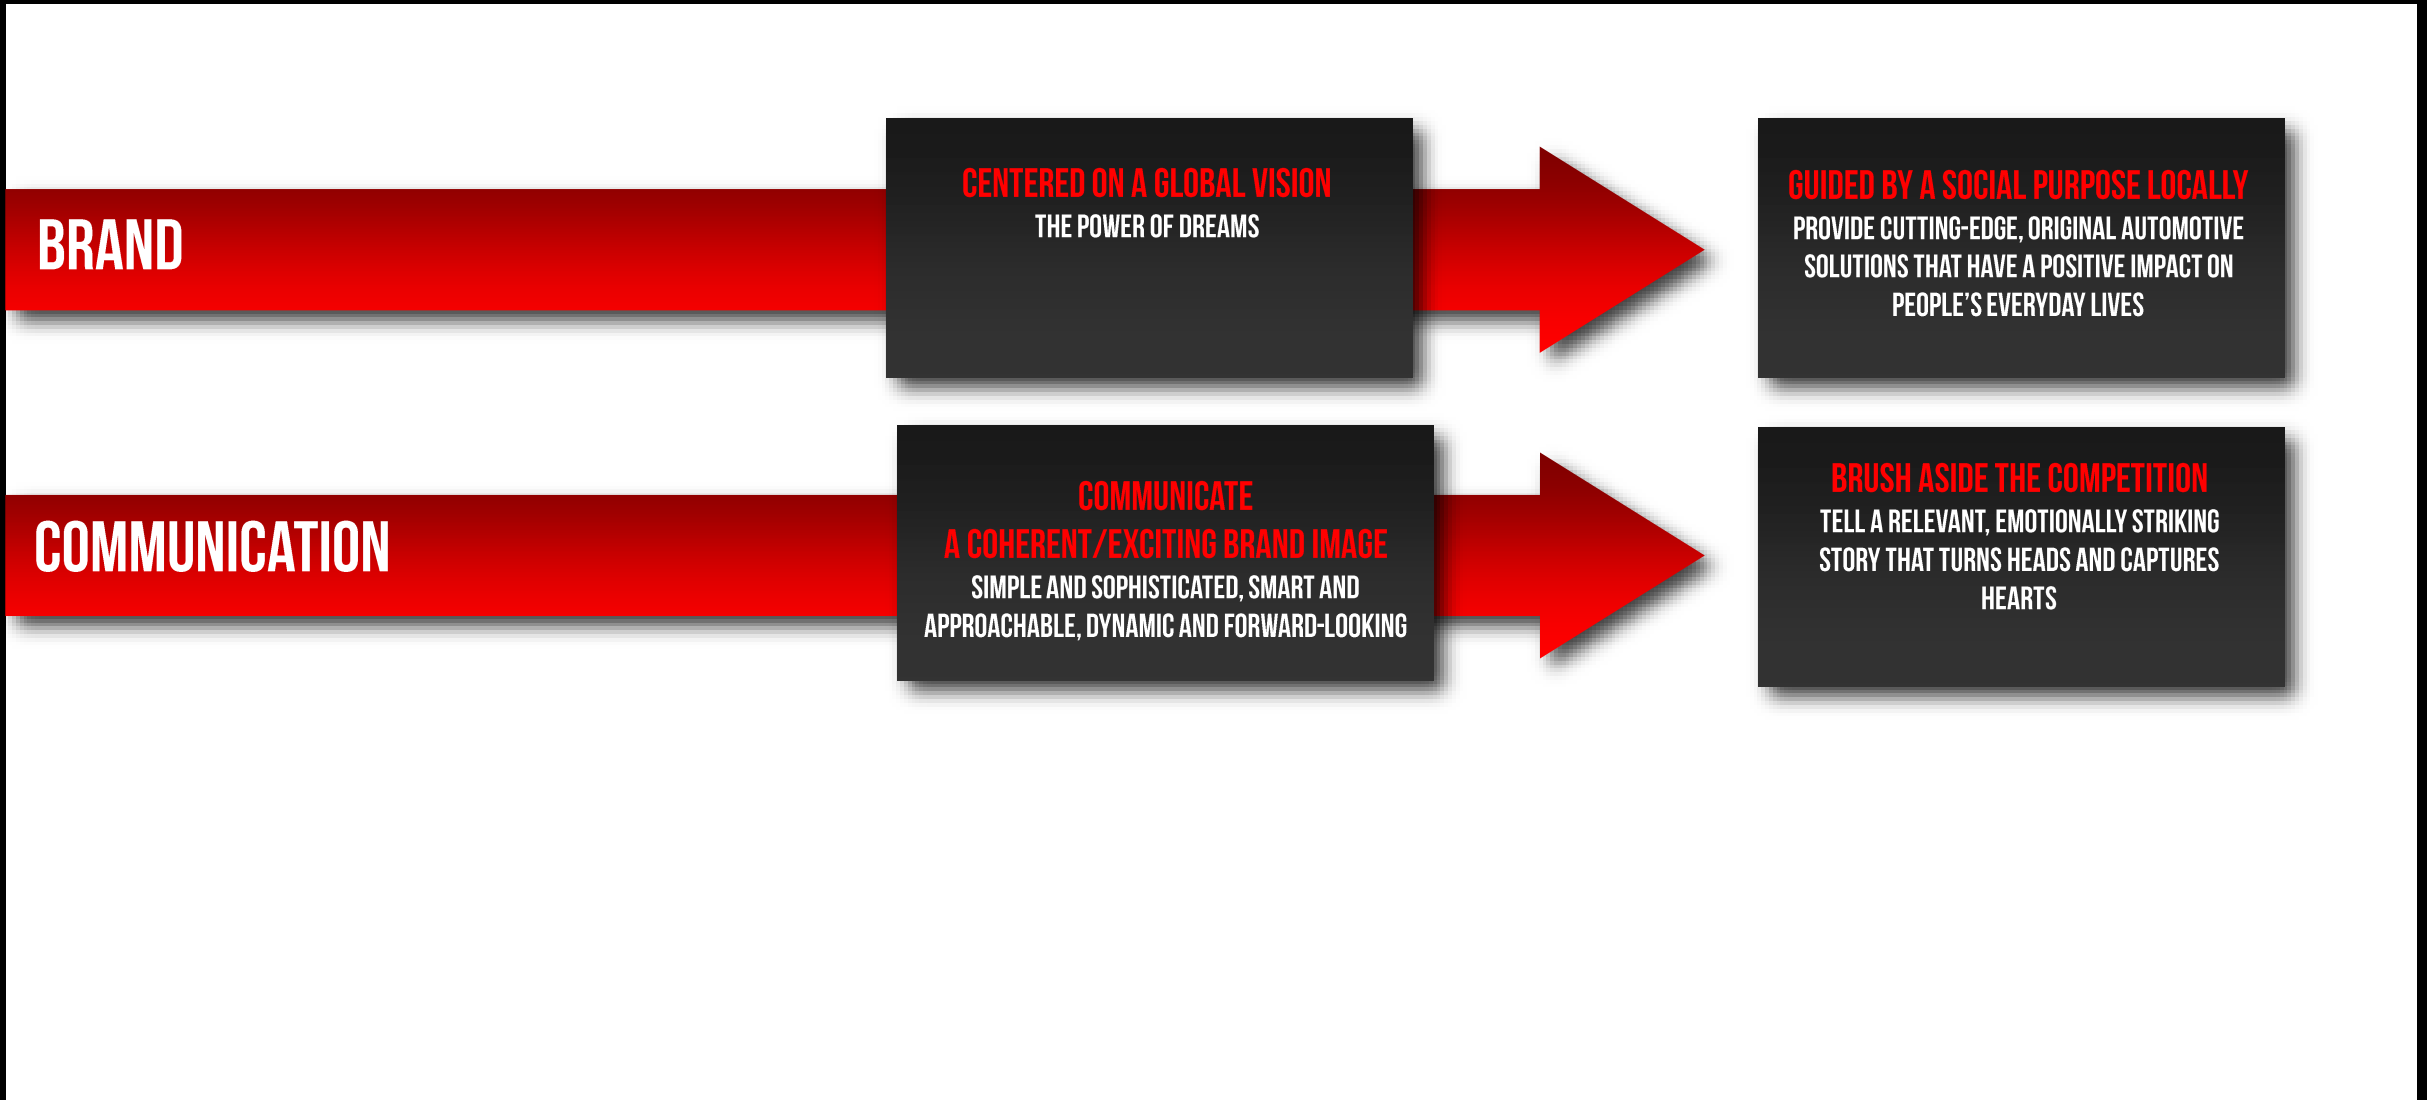 BRAND
CENTERED ON A GLOBAL VISION
THE POWER OF DREAMS
GUIDED BY A SOCIAL PURPOSE LOCALLY
PROVIDE CUTTING-EDGE, ORIGINAL AUTOMOTIVE
SOLUTIONS THAT HAVE A POSITIVE IMPACT ON
PEOPLE’S EVERYDAY LIVES
COMMUNICATION
COMMUNICATE
A COHERENT/EXCITING BRAND IMAGE
SIMPLE AND SOPHISTICATED, SMART AND
APPROACHABLE, DYNAMIC AND FORWARD-LOOKING
BRUSH ASIDE THE COMPETITION
TELL A RELEVANT, EMOTIONALLY STRIKING
STORY THAT TURNS HEADS AND CAPTURES
HEARTS